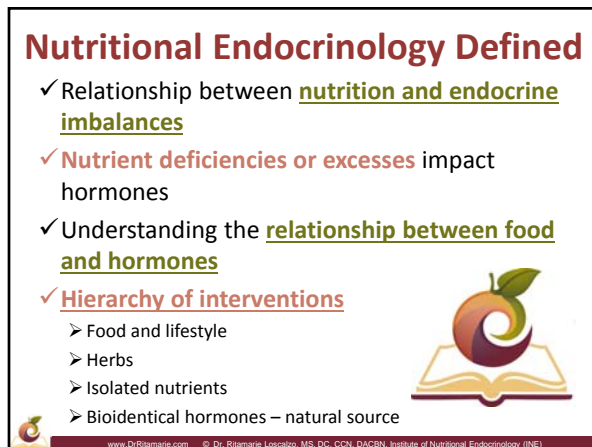 Nutritional Endocrinology Defined
✓Relationship between nutrition and endocrine
imbalances
✓Nutrient deficiencies or excesses impact
hormones
✓Understanding the relationship between food
and hormones
✓Hierarchy of interventions
➤Food and lifestyle
➤Herbs
➤Isolated nutrients
➤Bioidentical hormones – natural source
www.DrRitamarie.com © Dr. Ritamarie Loscalzo, MS, DC, CCN, DACBN, Institute of Nutritional Endocrinology (INE)